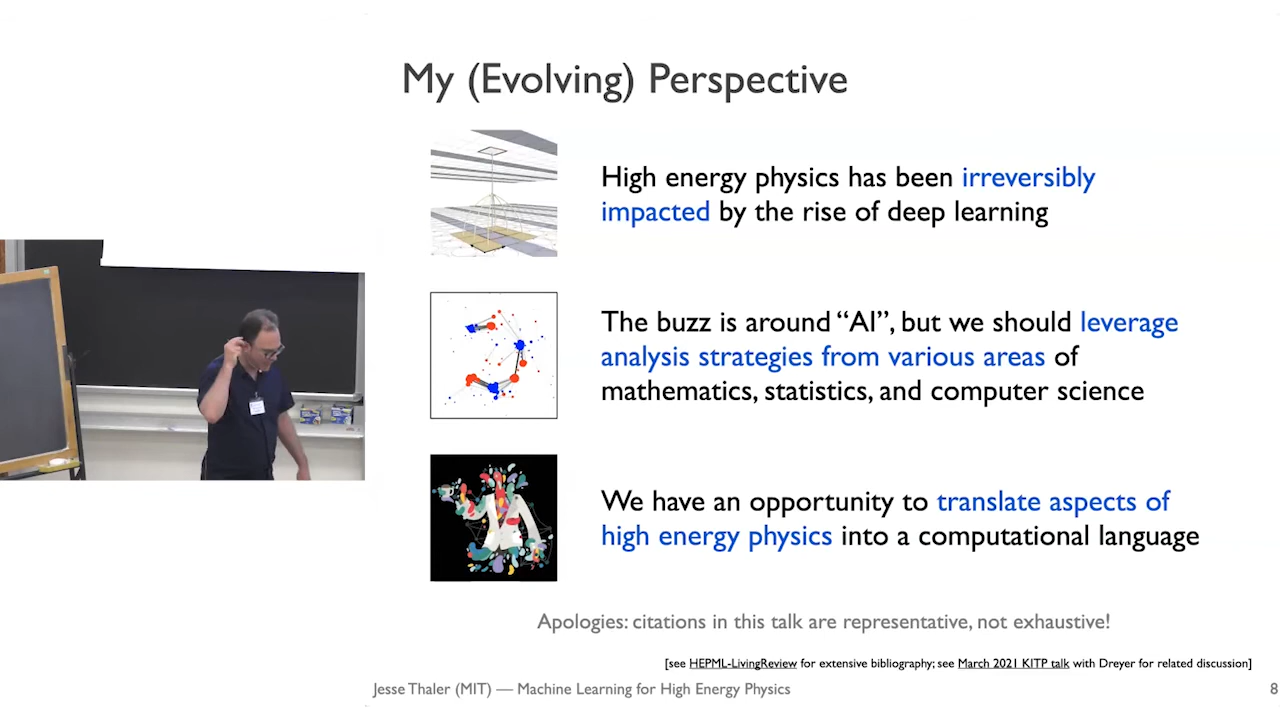 My (Evolving) Perspective
High energy physics has been irreversibly
impacted by the rise of deep learning
The buzz is around “AI”, but we should leverage
analysis strategies from various areas of
mathematics, statistics, and computer science
We have an opportunity to translate aspects of
high energy physics into a computational language
Apologies: citations in this talk are representative, not exhaustive!
[see HEPML-LivingReview for extensive bibliography; see March 2021 KITP talk with Dreyer for related discussion]
Jesse Thaler (MIT) — Machine Learning for High Energy Physics
8